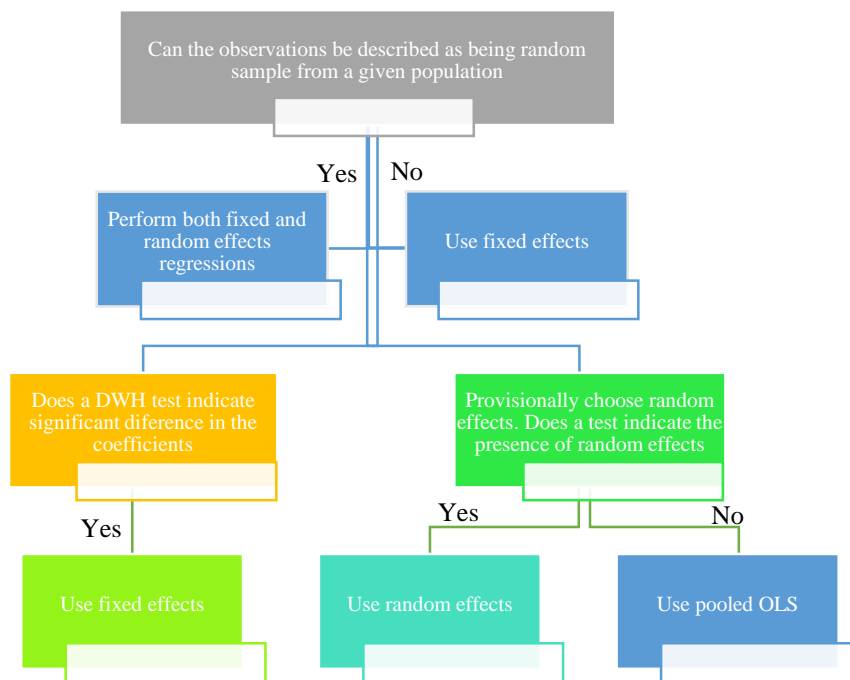 Can the observations be described as being random
sample from a given population
Yes
No
Perform both fixed and
random effects
regressions
Use fixed effects
Does a DWH test indicate
significant diference in the
coefficients
Provisionally choose random
effects. Does a test indicate the
presence of random effects
Yes
Yes
No
Use fixed effects
Use random effects
Use pooled OLS